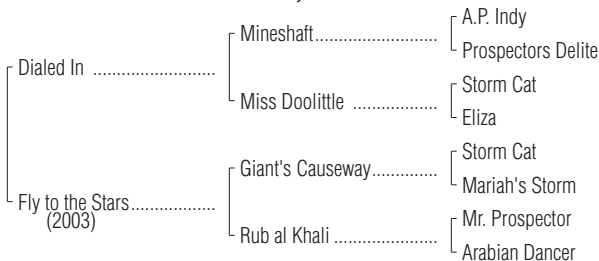 A.P. Indy
Mineshaft..............................
Prospectors Delite
Dialed In ..............................
Storm Cat
Miss Doolittle .....................
Eliza
Storm Cat
Giant's Causeway................
Mariah's Storm
Fly to the Stars.....................
(2003)
Mr. Prospector
Rub al Khali .........................
Arabian Dancer